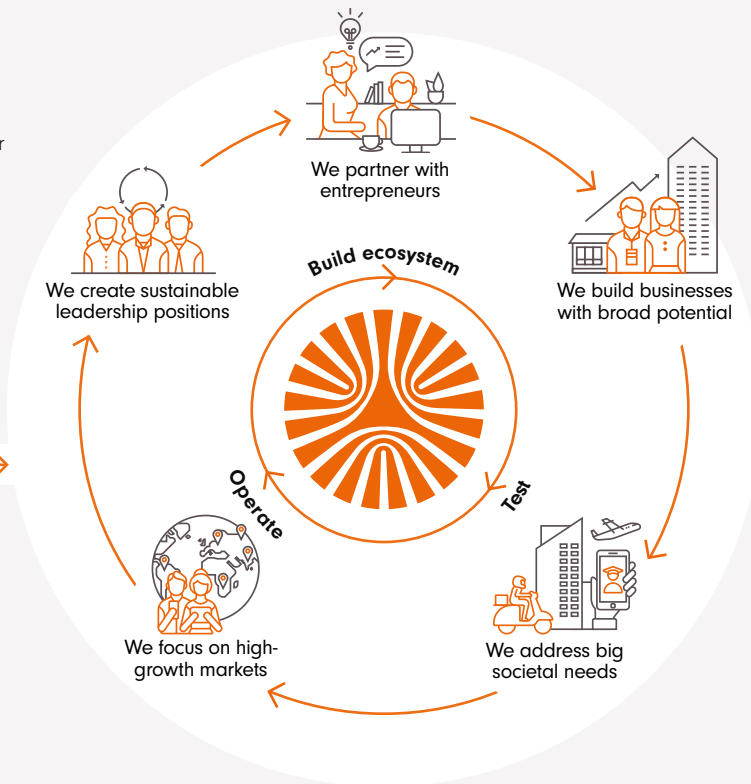 r
We partner with
entrepreneurs
We build businesses
with broad potential
We address big
societal needs
We focus on high-
growth markets
We create sustainable
leadership positions
Build ecosystem
Test
Operate